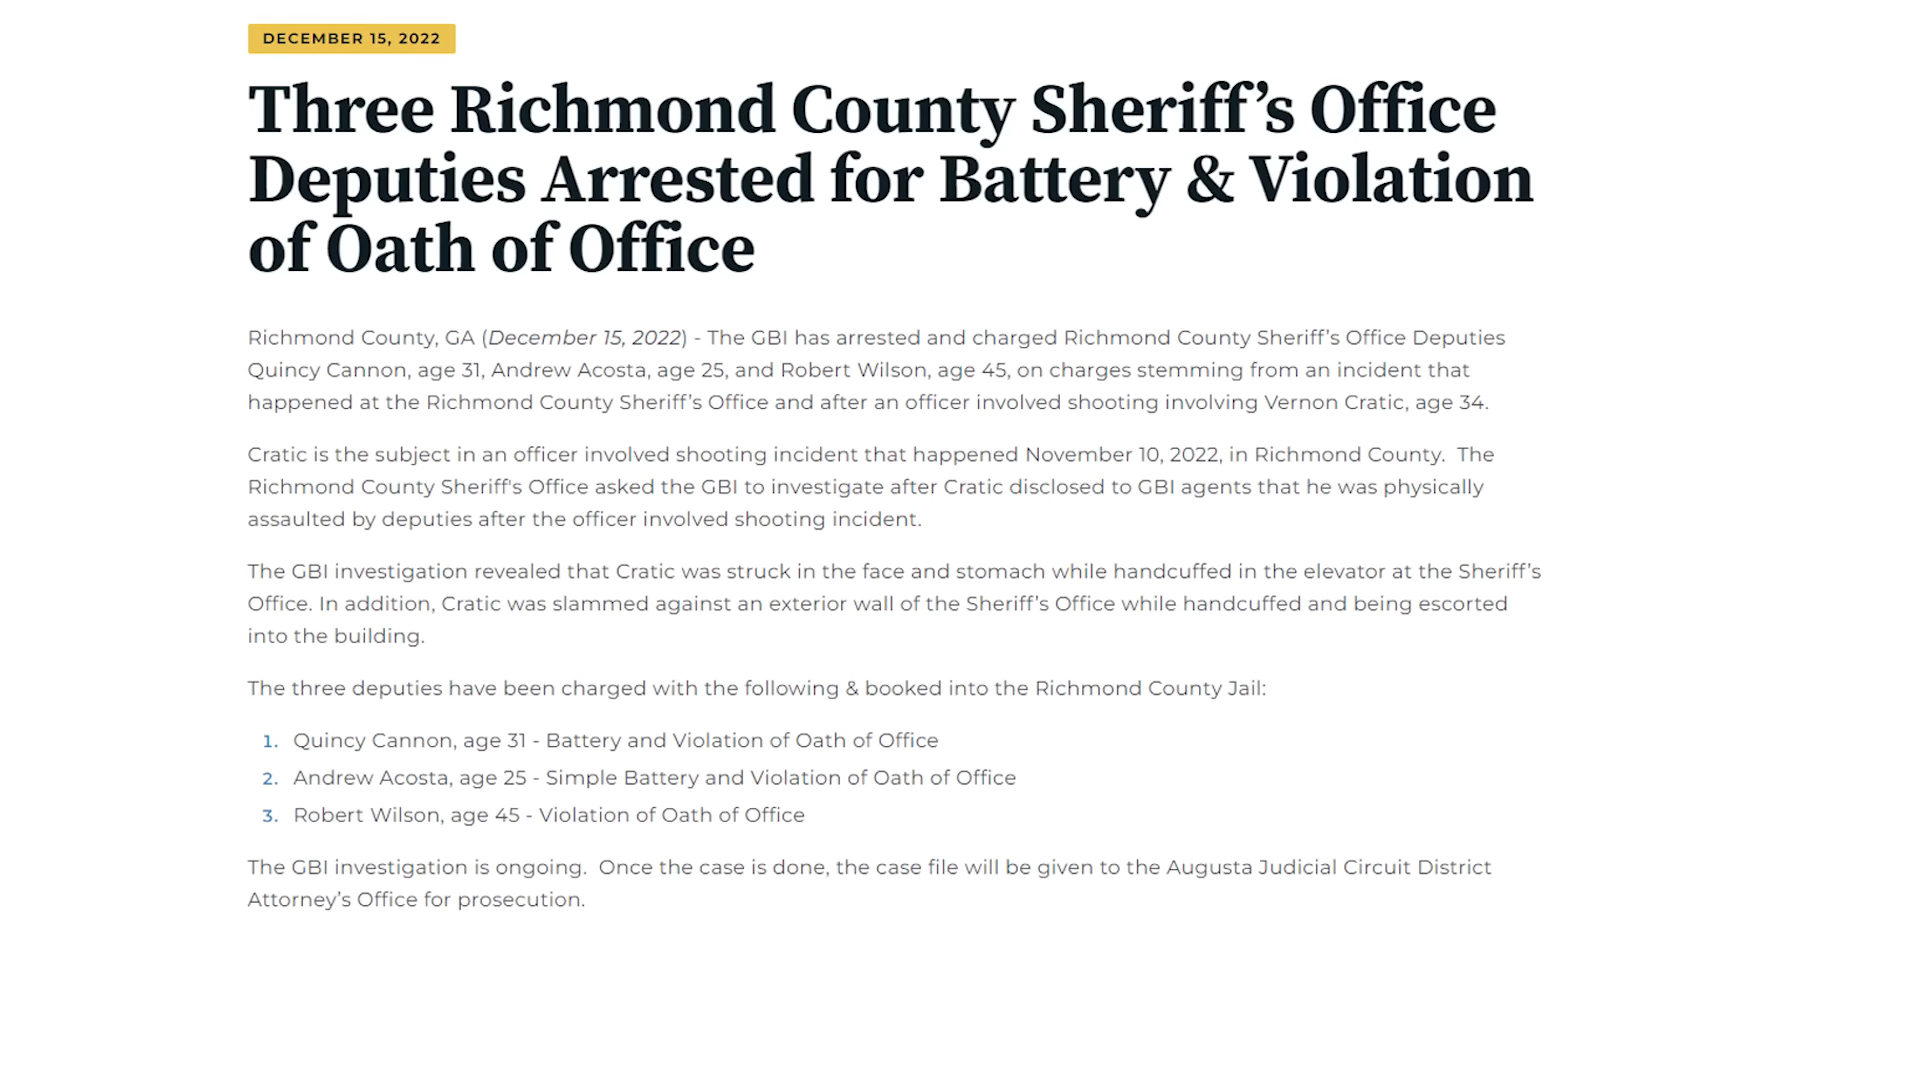 DECEMBER 15, 2022
Three Richmond County Sheriff’s Office
Deputies Arrested for Battery & Violation
of Oath of Office
Richmond County, GA (December 15, 2022) - The GBI has arrested and charged Richmond County Sheriff’s Office Deputies
Quincy Cannon, age 31, Andrew Acosta, age 25, and Robert Wilson, age 45, on charges stemming from an incident that
happened at the Richmond County Sheriff’s Office and after an officer involved shooting involving Vernon Cratic, age 34.
Cratic is the subject in an officer involved shooting incident that happened November 10, 2022, in Richmond County.  The
Richmond County Sheriff's Office asked the GBI to investigate after Cratic disclosed to GBI agents that he was physically
assaulted by deputies after the officer involved shooting incident.
The GBI investigation revealed that Cratic was struck in the face and stomach while handcuffed in the elevator at the Sheriff’s
Office. In addition, Cratic was slammed against an exterior wall of the Sheriff’s Office while handcuffed and being escorted
into the building.
The three deputies have been charged with the following & booked into the Richmond County Jail:
1. Quincy Cannon, age 31 - Battery and Violation of Oath of Office
2. Andrew Acosta, age 25 - Simple Battery and Violation of Oath of Office
3. Robert Wilson, age 45 - Violation of Oath of Office
The GBI investigation is ongoing.  Once the case is done, the case file will be given to the Augusta Judicial Circuit District
Attorney’s Office for prosecution.